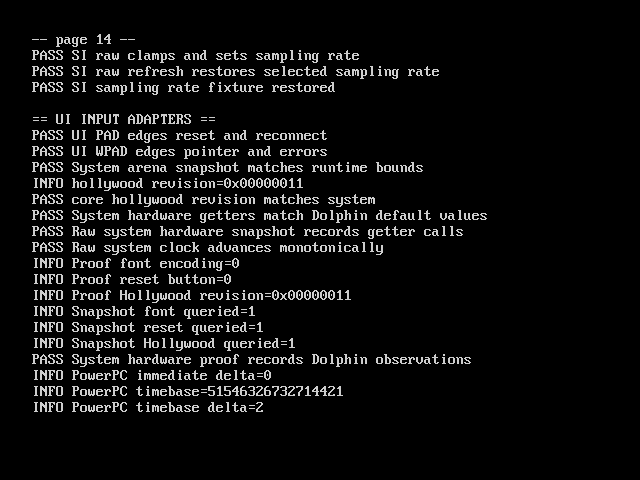 -- page 14 --
PASS SI raw clamps and sets sampling rate
PASS SI raw refresh restores selected sampling rate
PASS SI sampling rate fixture restored
== UI INPUT ADAPTERS ==
PASS UI PAD edges reset and reconnect
PASS UI WPAD edges pointer and errors
PASS System arena snapshot matches runtime bounds
INFO hollywood revision=0x00000011
PASS core hollywood revision matches system
PASS System hardware getters match Dolphin default values
PASS Raw system hardware snapshot records getter calls
PASS Raw system clock advances monotonically
INFO Proof font encoding=0
INFO Proof reset button=0
INFO Proof Hollywood revision=0x00000011
INFO Snapshot font queried=1
INFO Snapshot reset queried=1
INFO Snapshot Hollywood queried=1
PASS System hardware proof records Dolphin observations
INFO PowerPC immediate delta=0
INFO PowerPC timebase=51546326732714421
INFO PowerPC timebase delta=2